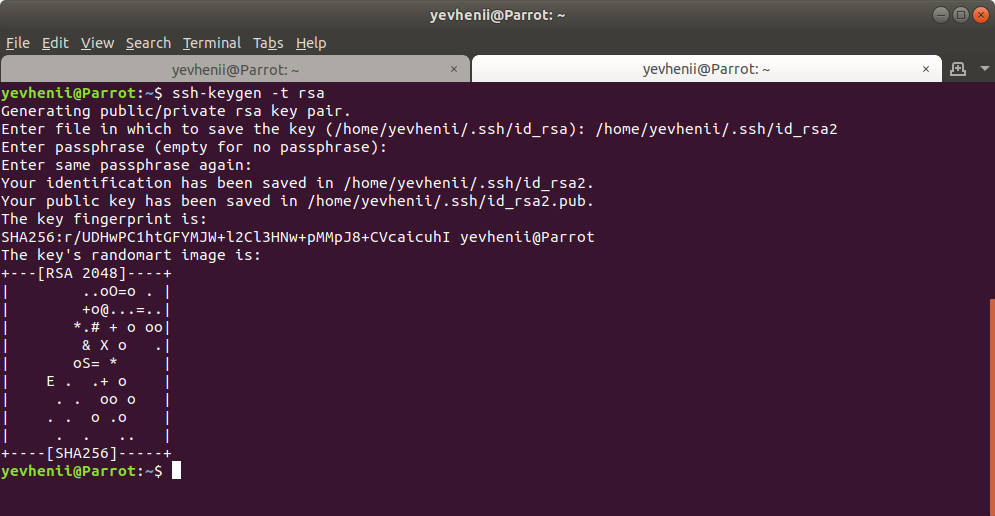 yevhenii@Parrot: ~
File Edit View Search Terminal Tabs Help
yevhenii@Parrot: ~ × yevhenii@Parrot: ~ ×
yevhenii@Parrot:~$ ssh-keygen -t rsa
Generating public/private rsa key pair.
Enter file in which to save the key (/home/yevhenii/.ssh/id_rsa): /home/yevhenii/.ssh/id_rsa2
Enter passphrase (empty for no passphrase):
Enter same passphrase again:
Your identification has been saved in /home/yevhenii/.ssh/id_rsa2.
Your public key has been saved in /home/yevhenii/.ssh/id_rsa2.pub.
The key fingerprint is:
SHA256:r/UDHwPC1htGFYMJW+l2Cl3HNw+pMMpJ8+CVcaicuhI yevhenii@Parrot
The key's randomart image is:
+---[RSA 2048]----+
|        ..oO=o . |
|        +o@...=..|
|       *.# + o oo|
|        & X o   .|
|       oS= *     |
|    E .  .+ o    |
|     . .  oo o   |
|    . .  o .o    |
|     .  .   ..   |
+----[SHA256]-----+
yevhenii@Parrot:~$